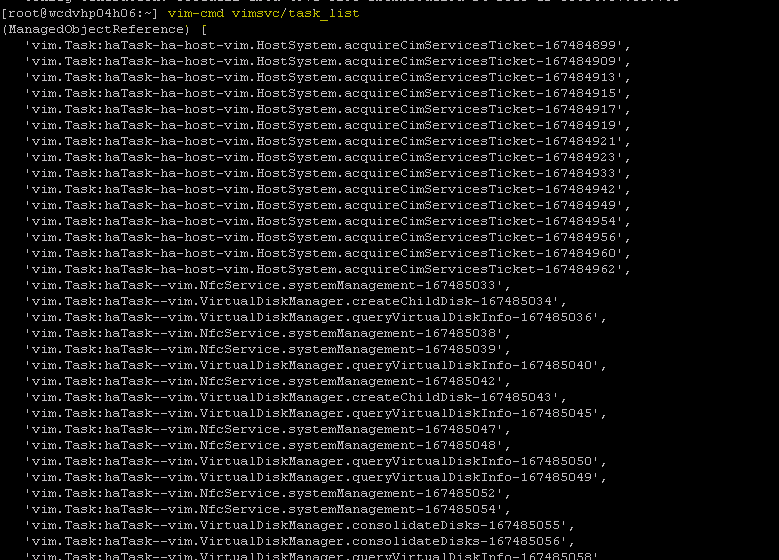 [root@wcdvhp04h06:~] vim-cmd vimsvc/task_list
(ManagedObjectReference) [
'vim.Task:haTask-ha-host-vim.HostSystem.acquireCimServicesTicket-167484899',
'vim.Task:haTask-ha-host-vim.HostSystem.acquireCimServicesTicket-167484909',
'vim.Task:haTask-ha-host-vim.HostSystem.acquireCimServicesTicket-167484913',
'vim.Task:haTask-ha-host-vim.HostSystem.acquireCimServicesTicket-167484915',
'vim.Task:haTask-ha-host-vim.HostSystem.acquireCimServicesTicket-167484917',
'vim.Task:haTask-ha-host-vim.HostSystem.acquireCimServicesTicket-167484919',
'vim.Task:haTask-ha-host-vim.HostSystem.acquireCimServicesTicket-167484921',
'vim.Task:haTask-ha-host-vim.HostSystem.acquireCimServicesTicket-167484923',
'vim.Task:haTask-ha-host-vim.HostSystem.acquireCimServicesTicket-167484933',
'vim.Task:haTask-ha-host-vim.HostSystem.acquireCimServicesTicket-167484942',
'vim.Task:haTask-ha-host-vim.HostSystem.acquireCimServicesTicket-167484949',
'vim.Task:haTask-ha-host-vim.HostSystem.acquireCimServicesTicket-167484954',
'vim.Task:haTask-ha-host-vim.HostSystem.acquireCimServicesTicket-167484956',
'vim.Task:haTask-ha-host-vim.HostSystem.acquireCimServicesTicket-167484960',
'vim.Task:haTask-ha-host-vim.HostSystem.acquireCimServicesTicket-167484962',
'vim.Task:haTask--vim.NfcService.systemManagement-167485033',
'vim.Task:haTask--vim.VirtualDiskManager.createChildDisk-167485034',
'vim.Task:haTask--vim.VirtualDiskManager.queryVirtualDiskInfo-167485036',
'vim.Task:haTask--vim.NfcService.systemManagement-167485038',
'vim.Task:haTask--vim.NfcService.systemManagement-167485039',
'vim.Task:haTask--vim.VirtualDiskManager.queryVirtualDiskInfo-167485040',
'vim.Task:haTask--vim.NfcService.systemManagement-167485042',
'vim.Task:haTask--vim.VirtualDiskManager.createChildDisk-167485043',
'vim.Task:haTask--vim.VirtualDiskManager.queryVirtualDiskInfo-167485045',
'vim.Task:haTask--vim.NfcService.systemManagement-167485047',
'vim.Task:haTask--vim.NfcService.systemManagement-167485048',
'vim.Task:haTask--vim.VirtualDiskManager.queryVirtualDiskInfo-167485050',
'vim.Task:haTask--vim.VirtualDiskManager.queryVirtualDiskInfo-167485049',
'vim.Task:haTask--vim.NfcService.systemManagement-167485052',
'vim.Task:haTask--vim.NfcService.systemManagement-167485054',
'vim.Task:haTask--vim.VirtualDiskManager.consolidateDisks-167485055',
'vim.Task:haTask--vim.VirtualDiskManager.consolidateDisks-167485056',
'vim.Task:haTask--vim.VirtualDiskManager.queryVirtualDiskInfo-167485058'